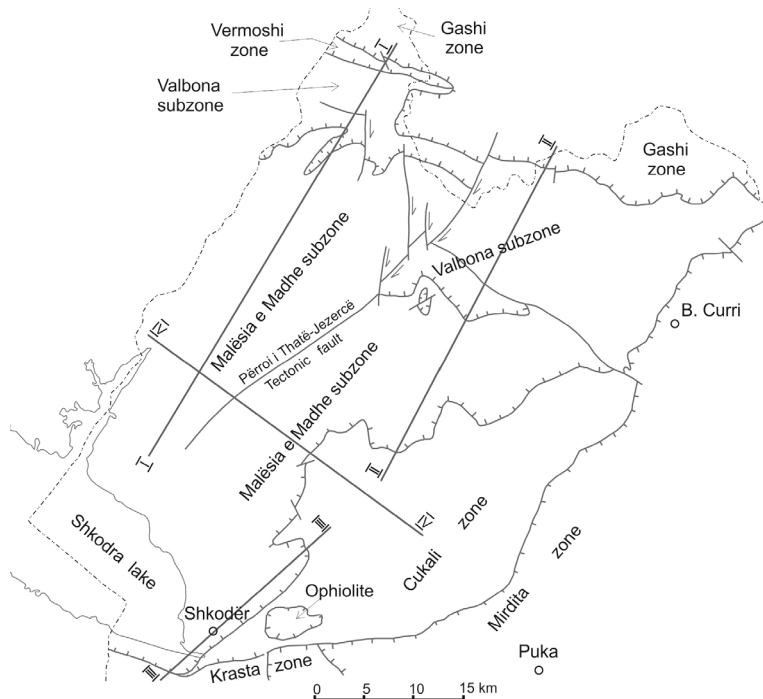 Vermoshi
zone
Gashi
zone
I
Valbona
subzone
II
Gashi
zone
Malësia e Madhe subzone
Valbona subzone
B. Curri
IV
Përroi i Thatë-Jezercë
Tectonic fault
Malësia e Madhe subzone
I
II
III
IV
Shkodra lake
Cukali zone
Mirdita zone
Ophiolite
Shkodër
III
Krasta zone
Puka
0 5 10 15 km